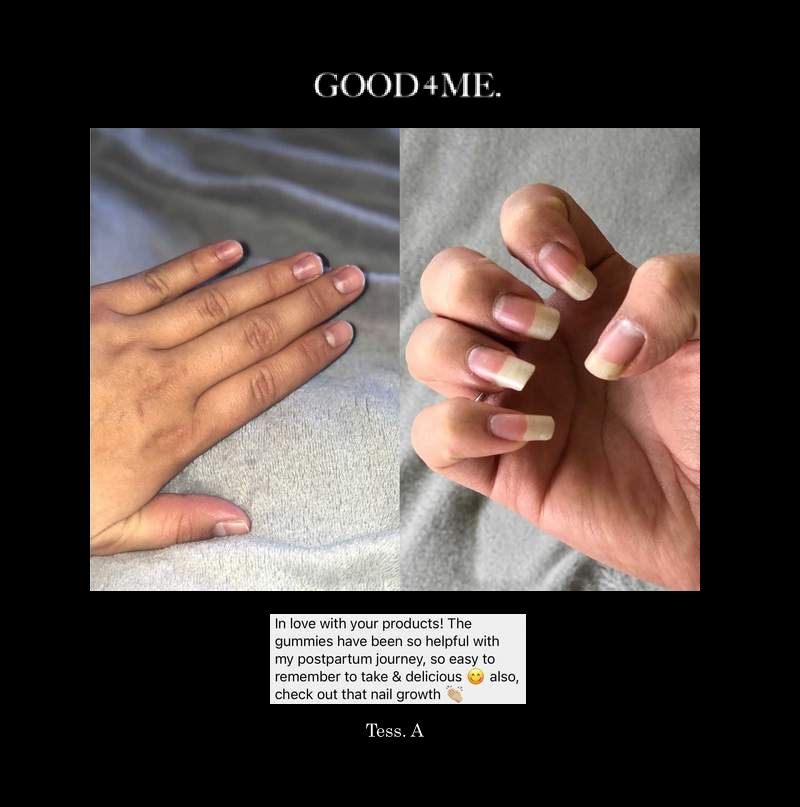 GOOD4ME.
In love with your products! The
gummies have been so helpful with
my postpartum journey, so easy to
remember to take & delicious 😋 also,
check out that nail growth 👏🏼
Tess. A